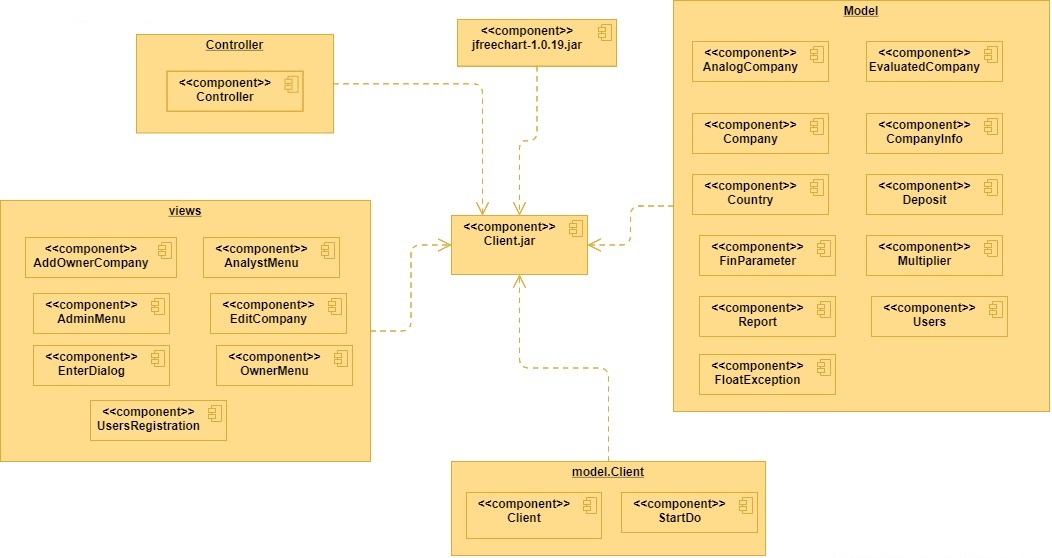 Controller
<<component>>
Controller
<<component>>
jfreechart-1.0.19.jar
Model
<<component>>
AnalogCompany
<<component>>
EvaluatedCompany
<<component>>
Company
<<component>>
CompanyInfo
<<component>>
Country
<<component>>
Deposit
<<component>>
FinParameter
<<component>>
Multiplier
<<component>>
Report
<<component>>
Users
<<component>>
FloatException
views
<<component>>
AddOwnerCompany
<<component>>
AnalystMenu
<<component>>
AdminMenu
<<component>>
EditCompany
<<component>>
EnterDialog
<<component>>
OwnerMenu
<<component>>
UsersRegistration
<<component>>
Client.jar
model.Client
<<component>>
Client
<<component>>
StartDo